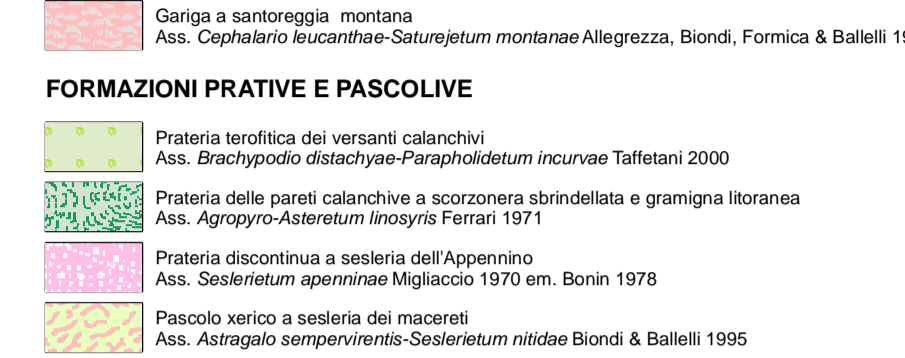 Gariga a santoreggia montana
Ass. Cephalario leucanthae-Saturejetum montanae Allegrezza, Biondi, Formica & Ballelli
FORMAZIONI PRATIVE E PASCOLIVE
Prateria terofitica dei versanti calanchivi
Ass. Brachypodio distachyae-Parapholidetum incurvae Taffetani 2000
Prateria delle pareti calanchive a scorzonera sbrindellata e gramigna litoranea
Ass. Agropyro-Asteretum linosyris Ferrari 1971
Prateria discontinua a sesleria dell'Appennino
Ass. Seslerietum apenninae Migliaccio 1970 em. Bonin 1978
Pascolo xerico a sesleria dei macereti
Ass. Astragalo sempervirentis-Seslerietum nitidae Biondi & Ballelli 1995